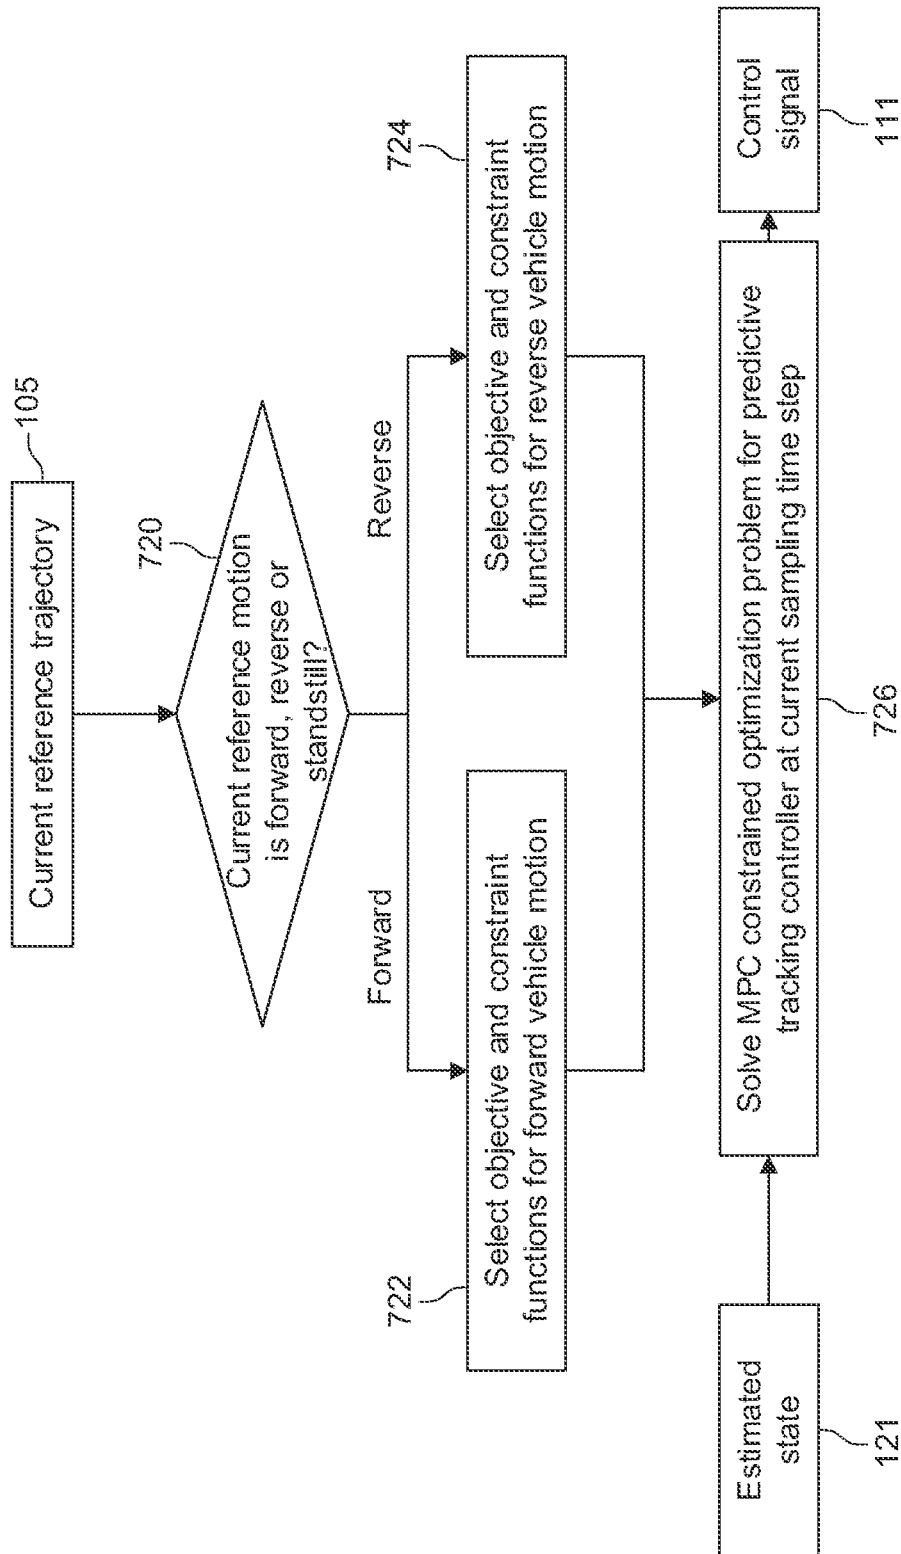 Current reference trajectory
105
720
Current reference motion
is forward, reverse or
standstill?
Forward
Reverse
722
Select objective and constraint
functions for forward vehicle motion
724
Select objective and constraint
functions for reverse vehicle motion
Estimated
state
121
Solve MPC constrained optimization problem for predictive
tracking controller at current sampling time step
726
Control
signal
111